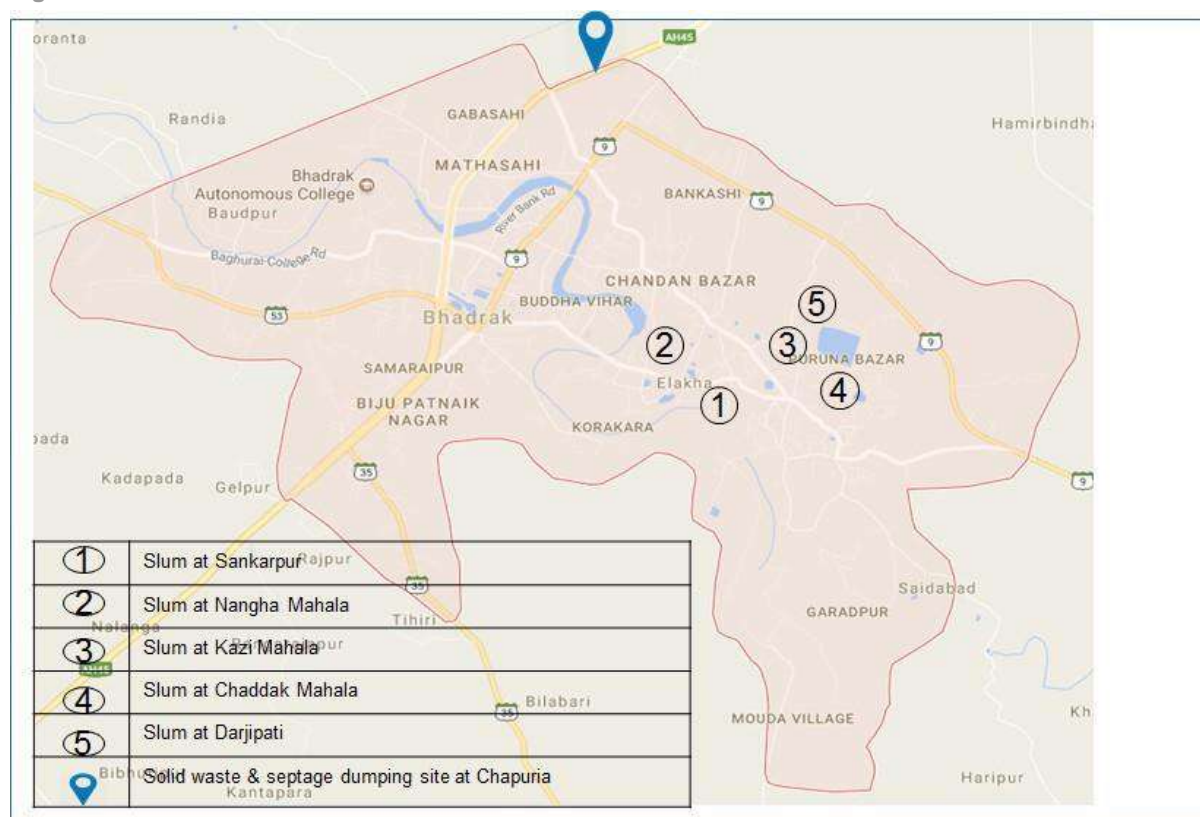 oranta
AH45
Randia
GABASAHI
Hamirbindha
9
MATHASAHI
Bhadrak
Autonomous College
BANKASHI
Baudpur
River Bank Rd
9
Baghurai-College Rd
9
CHANDAN BAZAR
BUDDHA VIHAR
5
53
Bhadrak
2
3
9
PURUNA BAZAR
SAMARAIPUR
Elakha
4
BIJU PATNAIK
NAGAR
1
KORAKARA
35
Kadapada
Gelpur
9
1 Slum at Sankarpur
Rajpur
35
Saidabad
2 Slum at Nangha Mahala
GARADPUR
Tihiri
Nalanga
3 Slum at Kazi Mahala
AH45
4 Slum at Chaddak Mahala
Bilabari
35
Kh
MOUDA VILLAGE
5 Slum at Darjipati
Solid waste & septage dumping site at Chapuria
Haripur
Kantapara